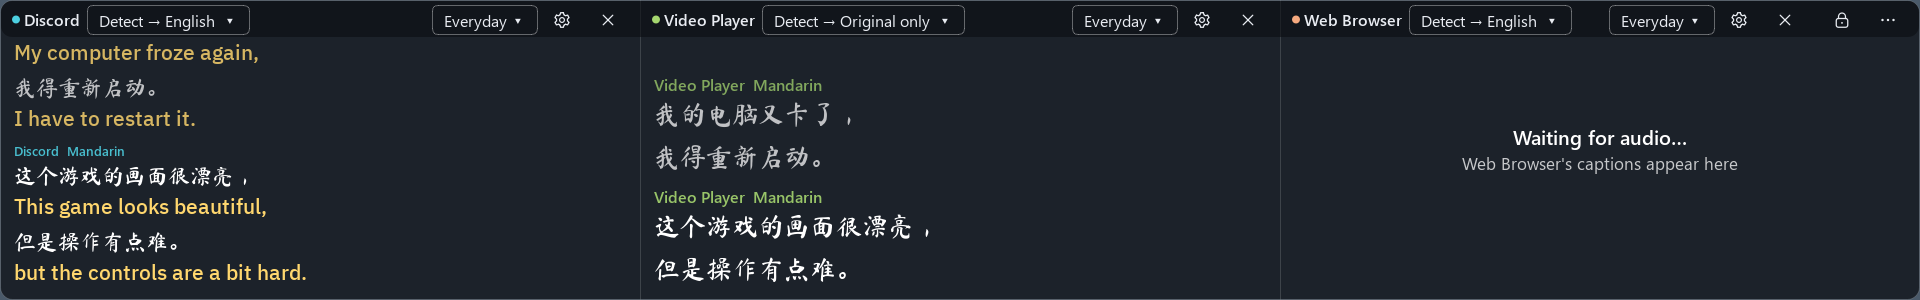 Discord Detect → English ▾ Everyday ▾
My computer froze again,
我得重新启动。
I have to restart it.
Discord Mandarin
这个游戏的画面很漂亮，
This game looks beautiful,
但是操作有点难。
but the controls are a bit hard.
Video Player Detect → Original only ▾ Everyday ▾
Video Player Mandarin
我的电脑又卡了，
我得重新启动。
Video Player Mandarin
这个游戏的画面很漂亮，
但是操作有点难。
Web Browser Detect → English ▾ Everyday ▾
Waiting for audio...
Web Browser's captions appear here